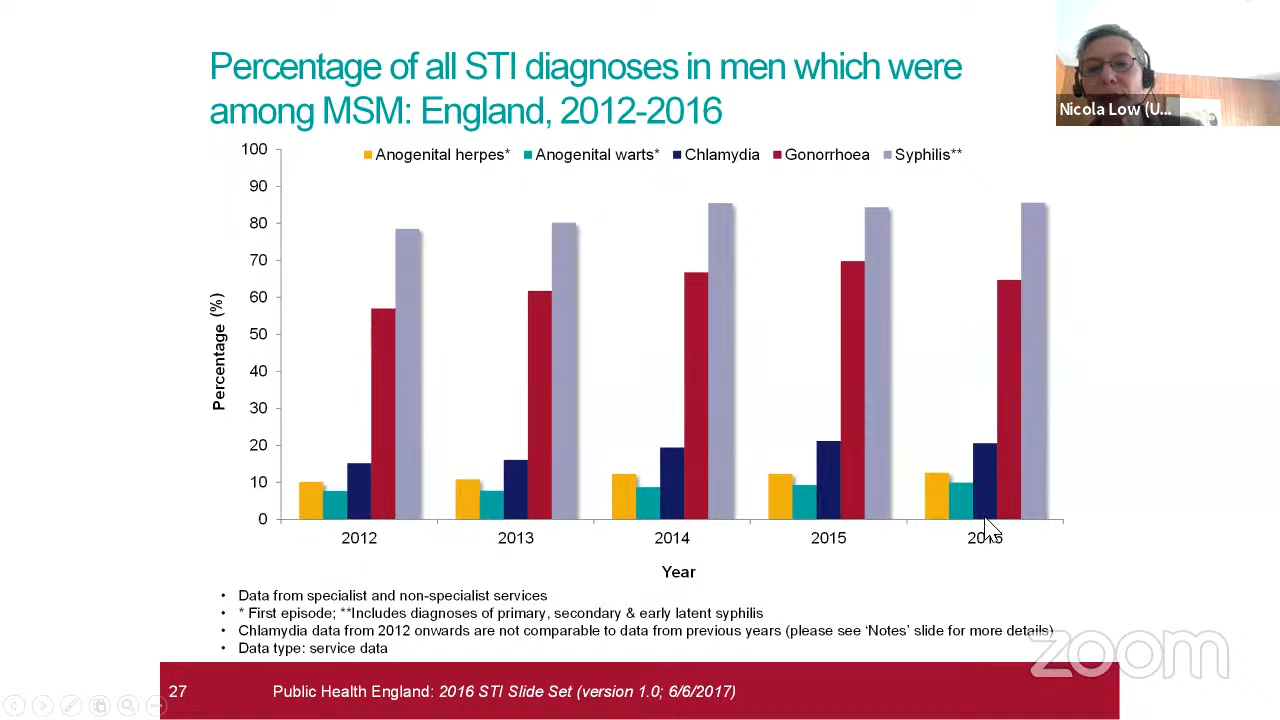 Percentage of all STI diagnoses in men which were
among MSM: England, 2012-2016
Nicola Low (U...
Anogenital herpes* Anogenital warts* Chlamydia Gonorrhoea Syphilis**
100
90
80
70
60
50
40
30
20
10
0
Percentage (%)
2012 2013 2014 2015
Year
• Data from specialist and non-specialist services
• * First episode; **Includes diagnoses of primary, secondary & early latent syphilis
• Chlamydia data from 2012 onwards are not comparable to data from previous years (please see ‘Notes’ slide for more details)
• Data type: service data
zoom
27 Public Health England: 2016 STI Slide Set (version 1.0; 6/6/2017)